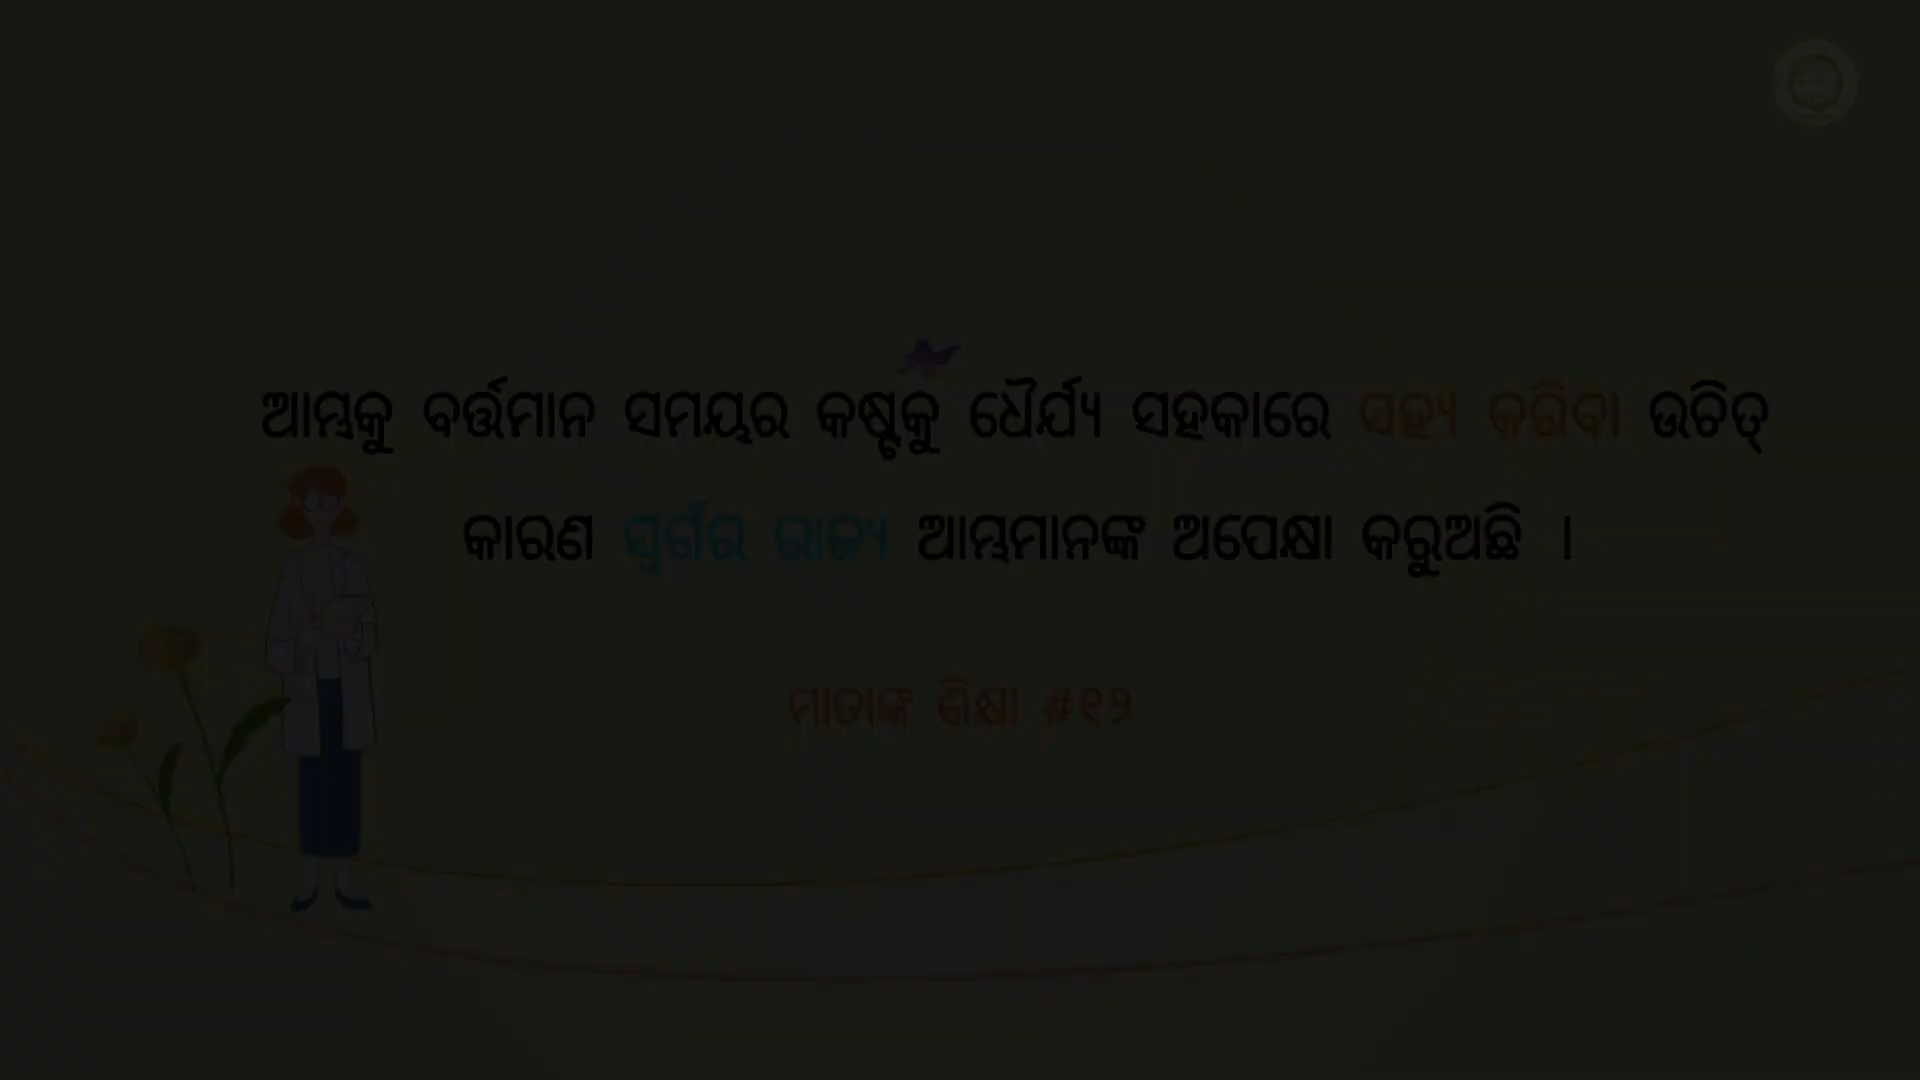 ଆମ୍ଭକୁ ବର୍ତ୍ତମାନ ସମୟର କଷ୍ଟକୁ ଧୈର୍ଯ୍ୟ ସହକାରେ ସହ୍ୟ କରିବା ଉଚିତ୍
କାରଣ ସ୍ୱର୍ଗର ରାଜ୍ୟ ଆମ୍ଭମାନଙ୍କ ଅପେକ୍ଷା କରୁଅଛି ।
ମାତାଙ୍କ ଶିକ୍ଷା #୧୨